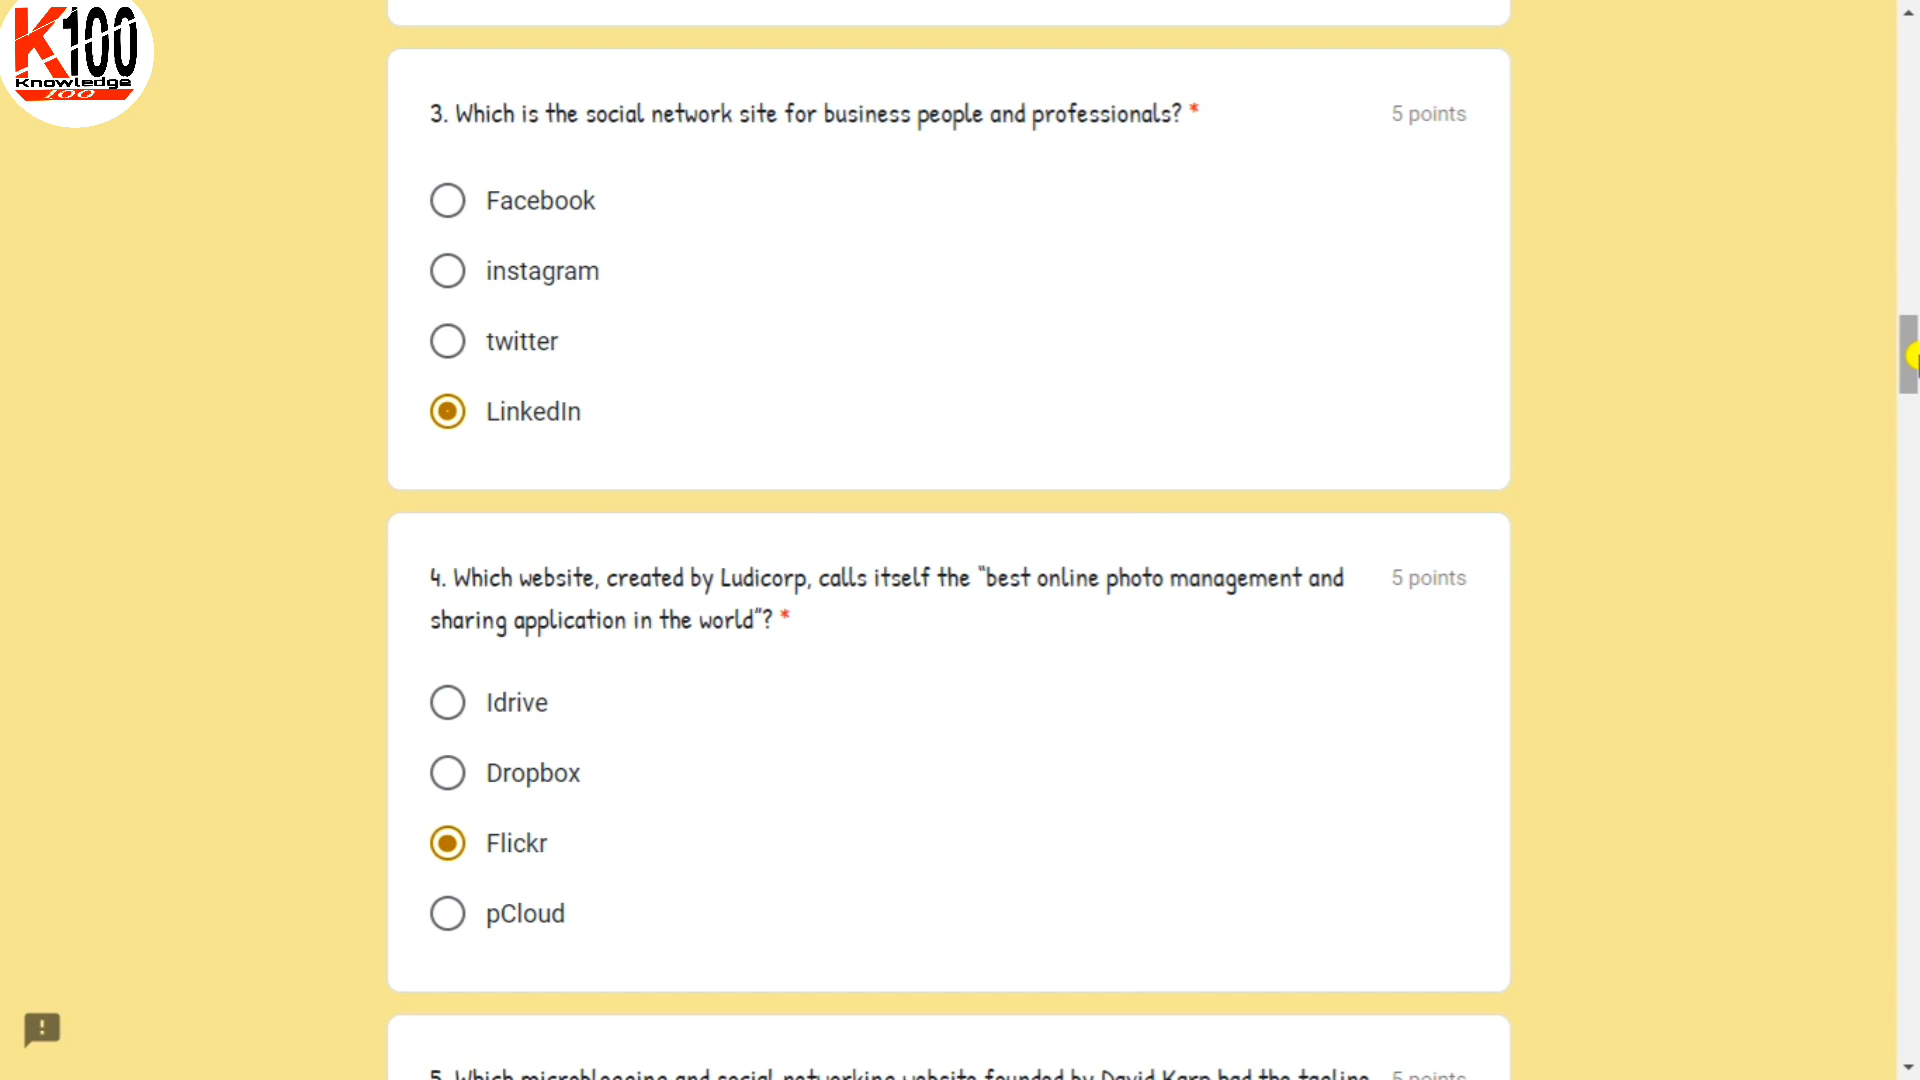 K100
Knowledge
100
3. Which is the social network site for business people and professionals? *
5 points
Facebook
instagram
twitter
LinkedIn
4. Which website, created by Ludicorp, calls itself the “best online photo management and
sharing application in the world”? *
5 points
Idrive
Dropbox
Flickr
pCloud
5. Which microblogging and social networking website founded by David Karp had the tagline
5 points